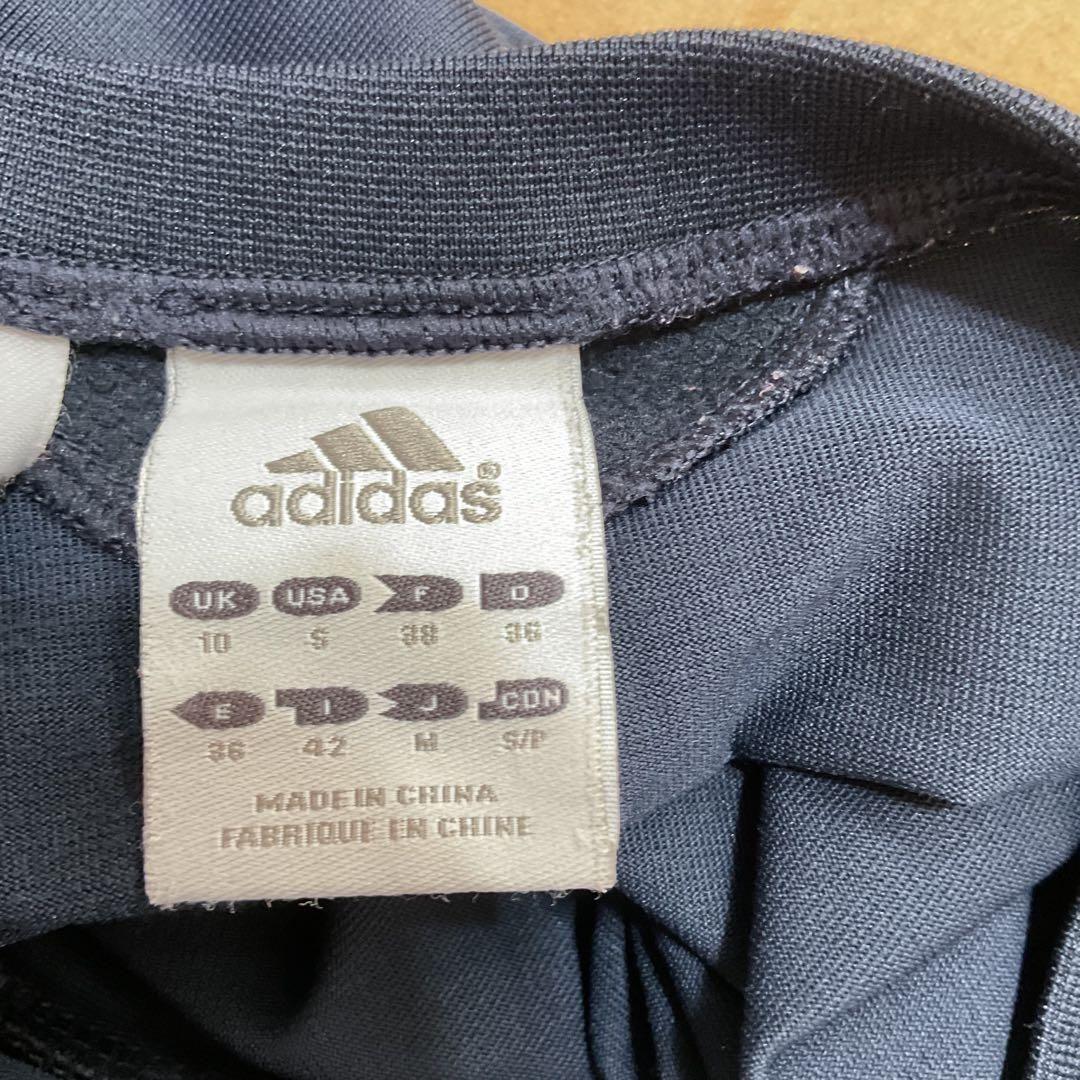 adidas®
UK USA F D
10 S 38 36
E I J CDN
36 42 M S/P
MADE IN CHINA
FABRIQUE EN CHINE